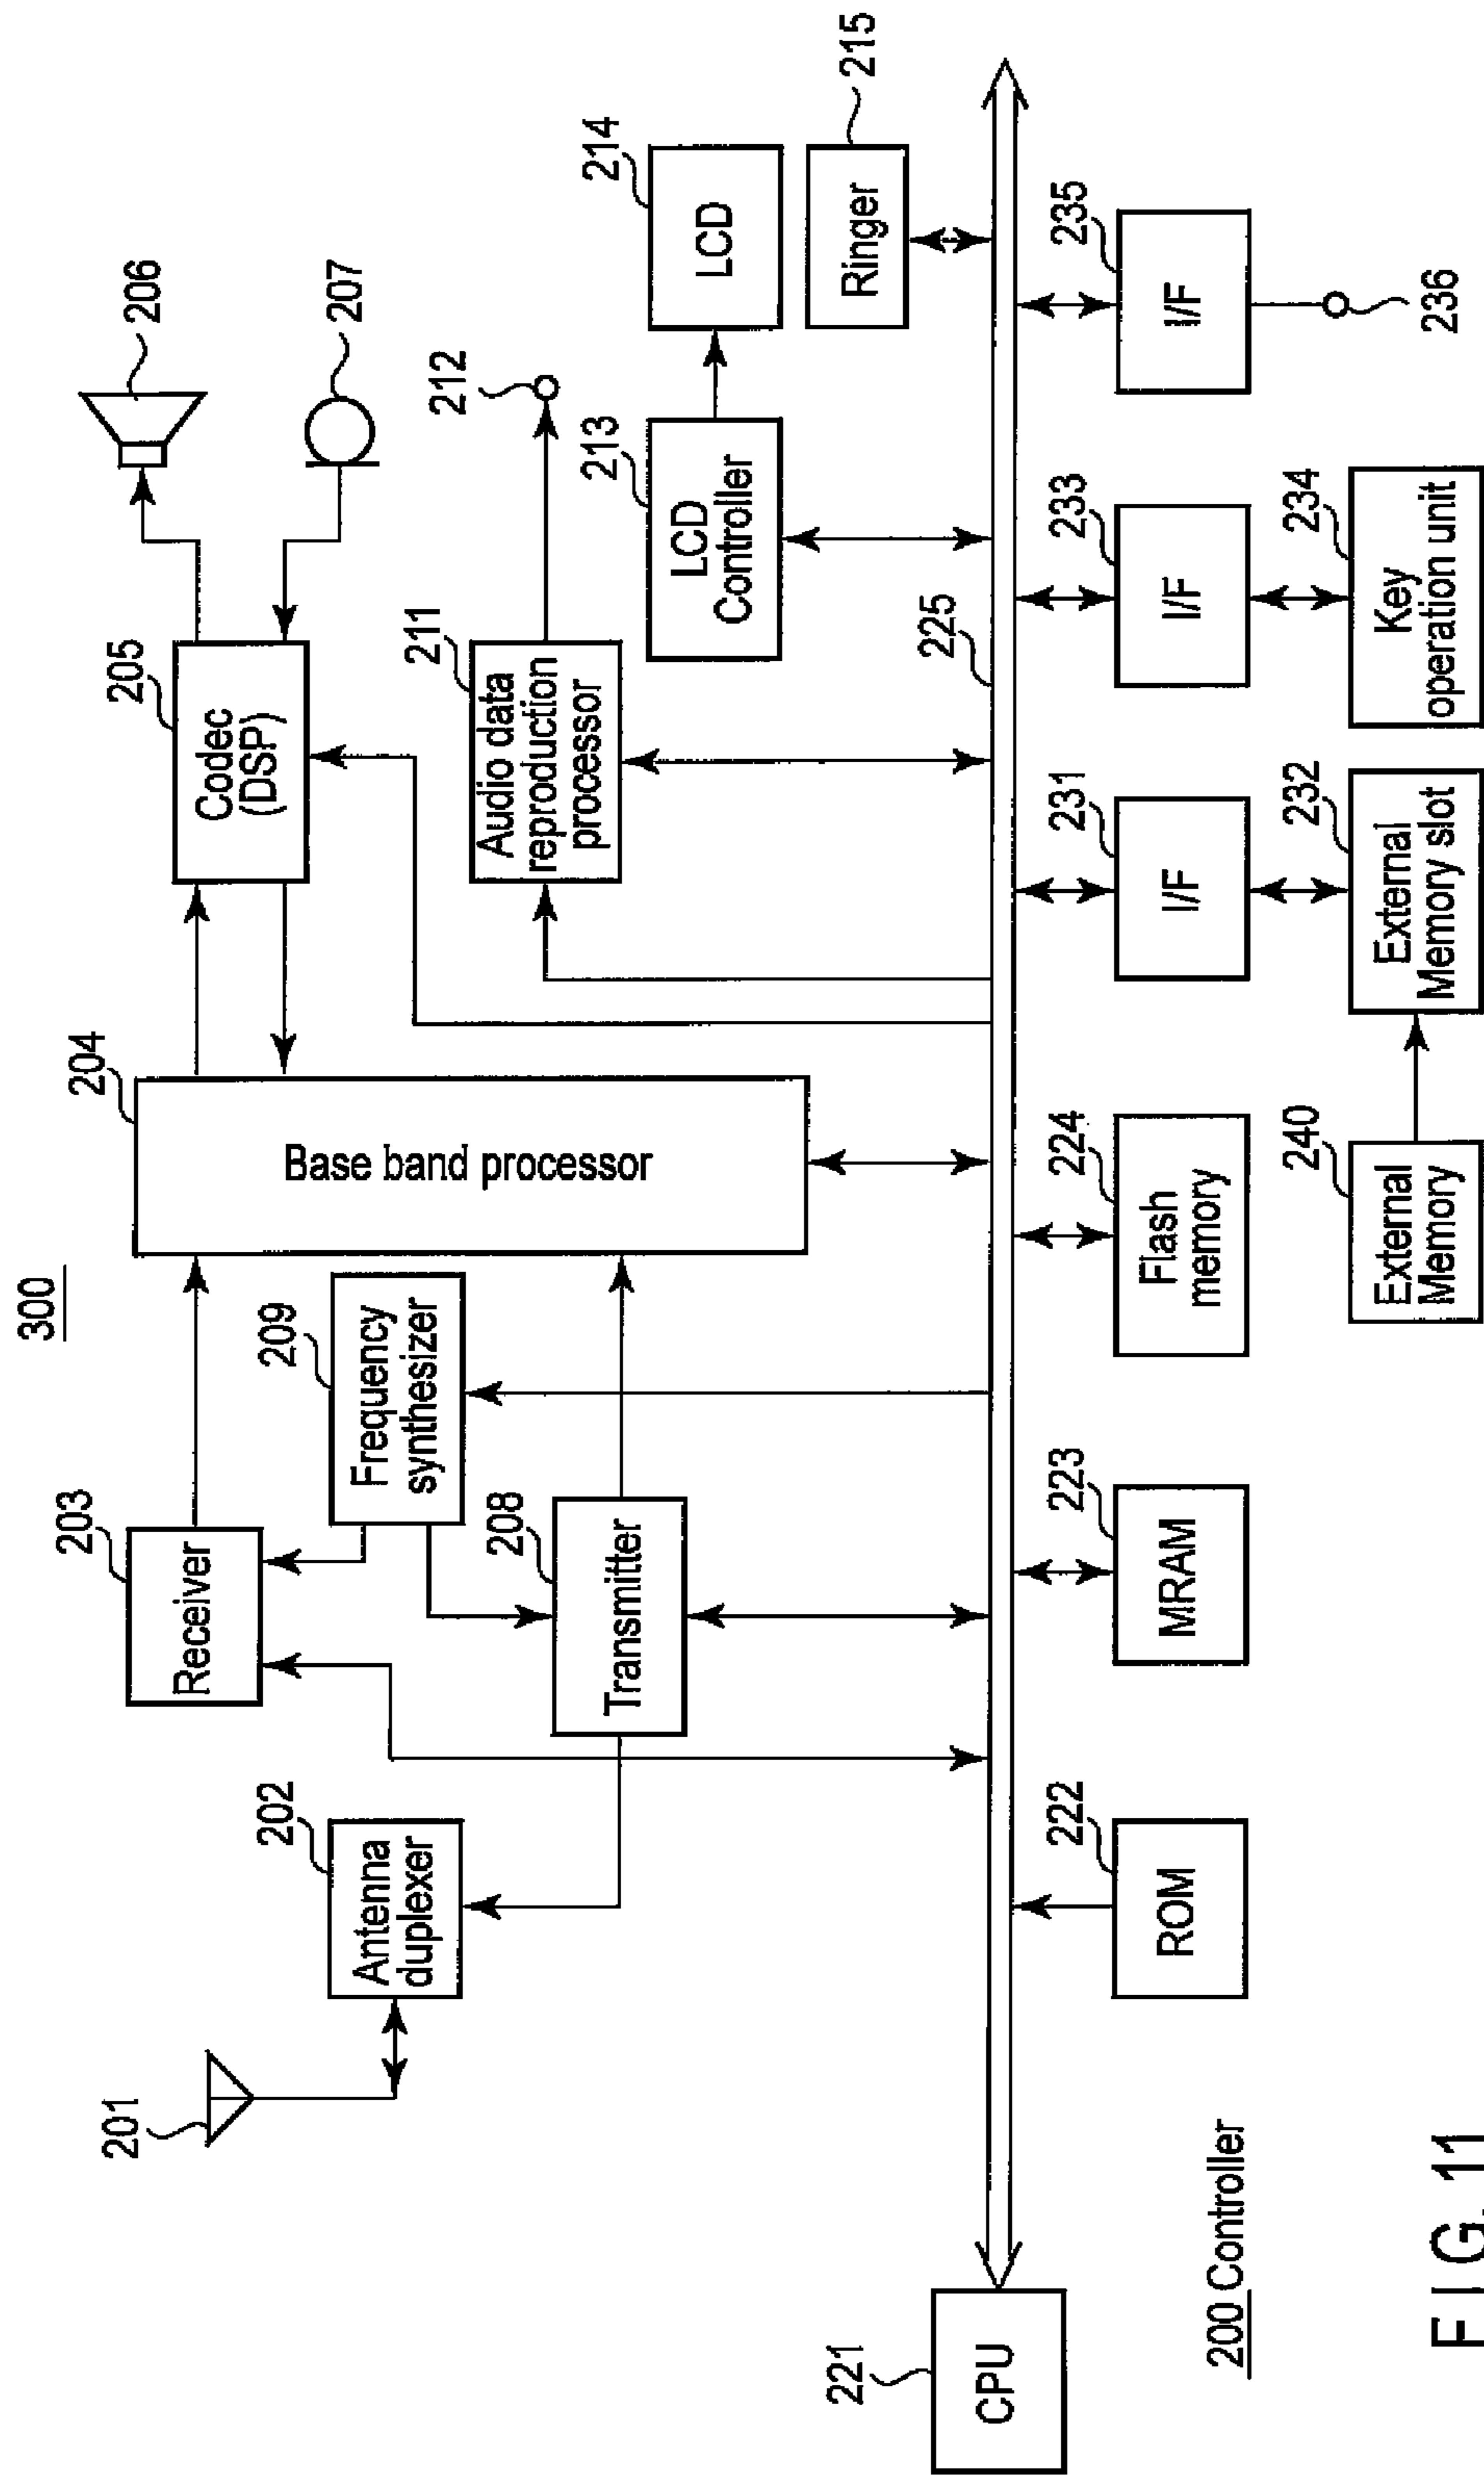 300
201
202
Antenna
duplexer
203
Receiver
209
Frequency
synthesizer
208
Transmitter
204
Base band processor
205
Codec
(DSP)
206
207
211
Audio data
reproduction
processor
212
213
LCD
Controller
214
LCD
215
Ringer
225
221
CPU
222
ROM
223
MRAM
224
Flash
memory
231
I/F
233
I/F
235
I/F
236
240
External
Memory
232
External
Memory slot
234
Key
operation unit
200 Controller
FIG. 11